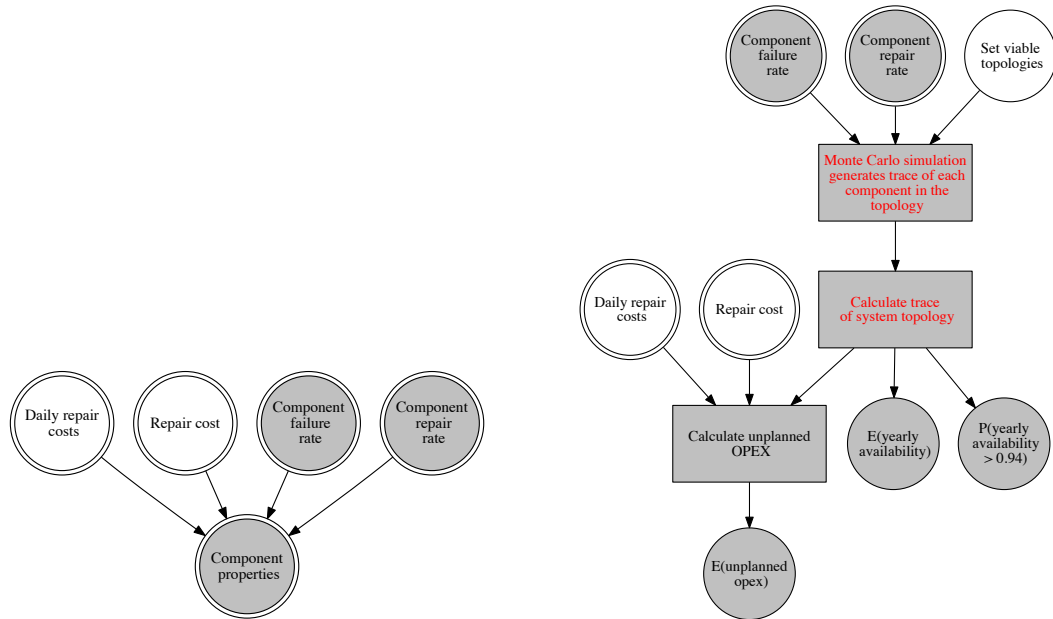 Daily repair
costs
Repair cost
Component
failure
rate
Component
repair
rate
Component
properties
Component
failure
rate
Component
repair
rate
Set viable
topologies
Monte Carlo simulation
generates trace of each
component in the
topology
Daily repair
costs
Repair cost
Calculate trace
of system topology
Calculate unplanned
OPEX
E(yearly
availability)
P(yearly
availability
> 0.94)
E(unplanned
opex)